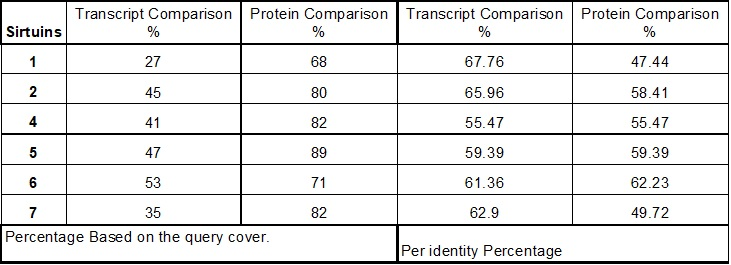 Sirtuins Transcript Comparison % Protein Comparison % Transcript Comparison % Protein Comparison %
1 27 68 67.76 47.44
2 45 80 65.96 58.41
4 41 82 55.47 55.47
5 47 89 59.39 59.39
6 53 71 61.36 62.23
7 35 82 62.9 49.72
Percentage Based on the query cover. Per identity Percentage